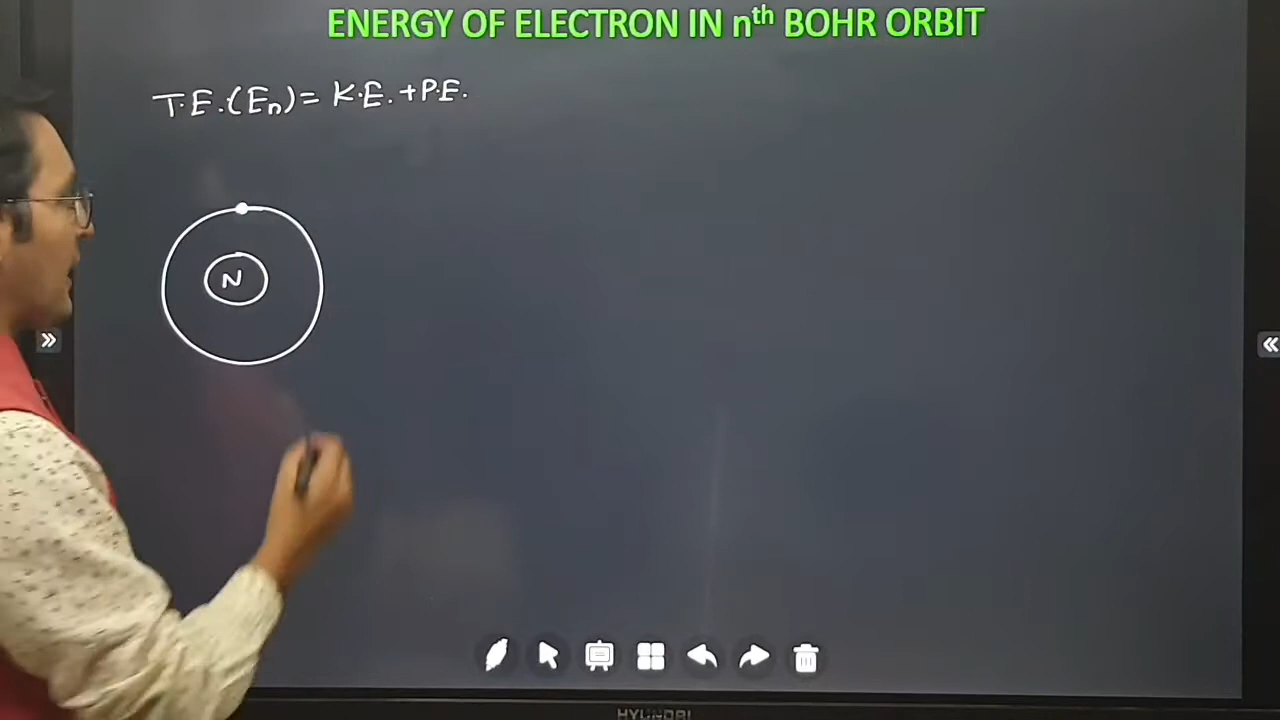 ENERGY OF ELECTRON IN nth BOHR ORBIT
T.E.(En) = K.E. + P.E.
N
HYUNDAI